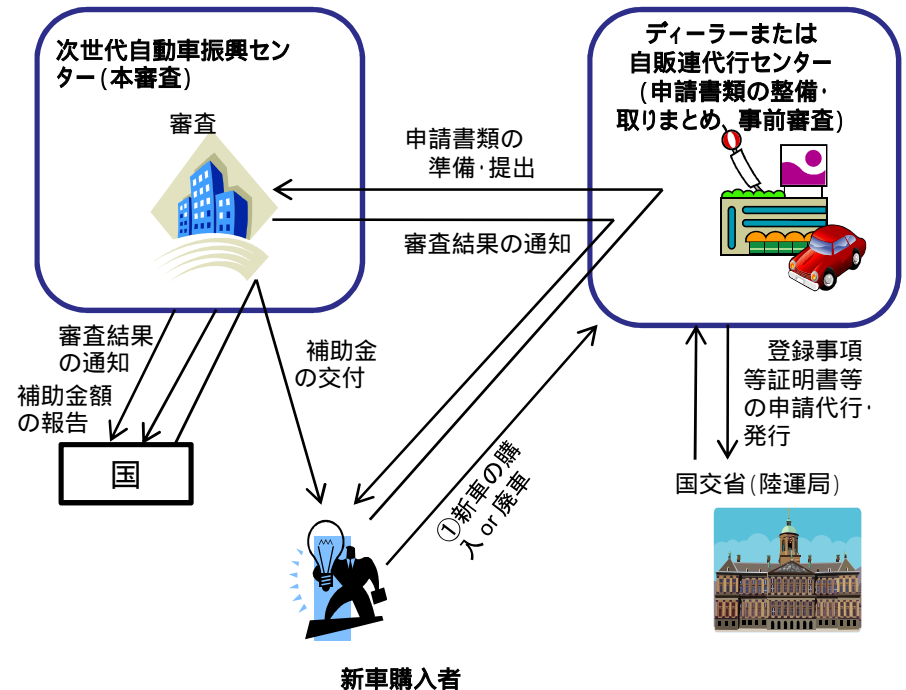 次世代自動車振興セン
ター(本審査)
審査
ディーラーまたは
自販連代行センター
(申請書類の整備・
取りまとめ、事前審査)
申請書類の
準備・提出
審査結果の通知
審査結果
の通知
補助金額
の報告
補助金
の交付
国
①新車の購
入 or 廃車
登録事項
等証明書等
の申請代行・
発行
国交省(陸運局)
新車購入者